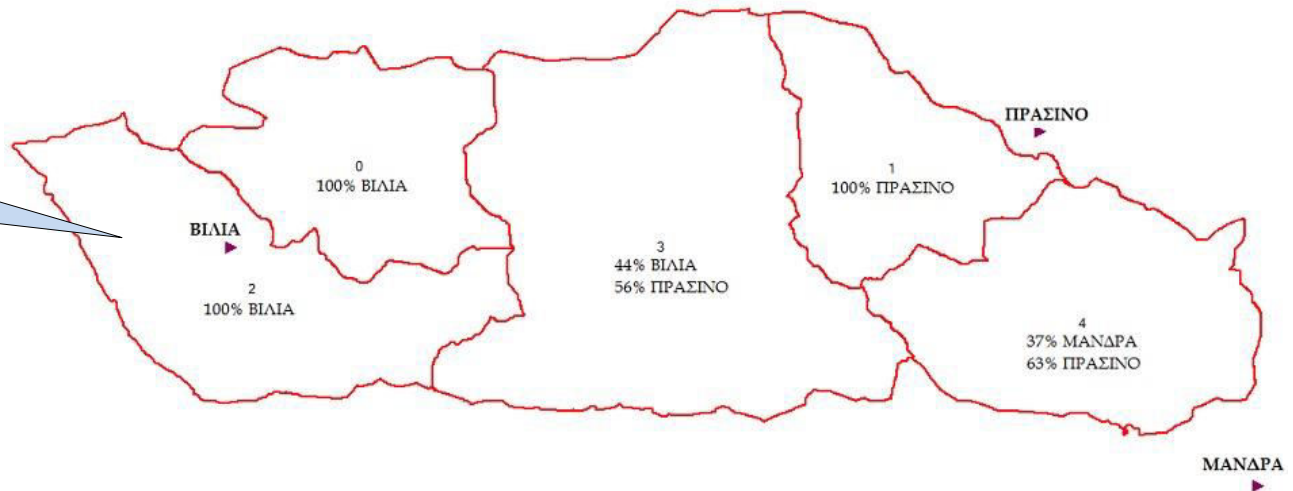 ΠΡΑΣΙΝΟ
0
100% ΒΙΛΙΑ
1
100% ΠΡΑΣΙΝΟ
ΒΙΛΙΑ
2
100% ΒΙΛΙΑ
3
44% ΒΙΛΙΑ
56% ΠΡΑΣΙΝΟ
4
37% ΜΑΝΔΡΑ
63% ΠΡΑΣΙΝΟ
ΜΑΝΔΡΑ